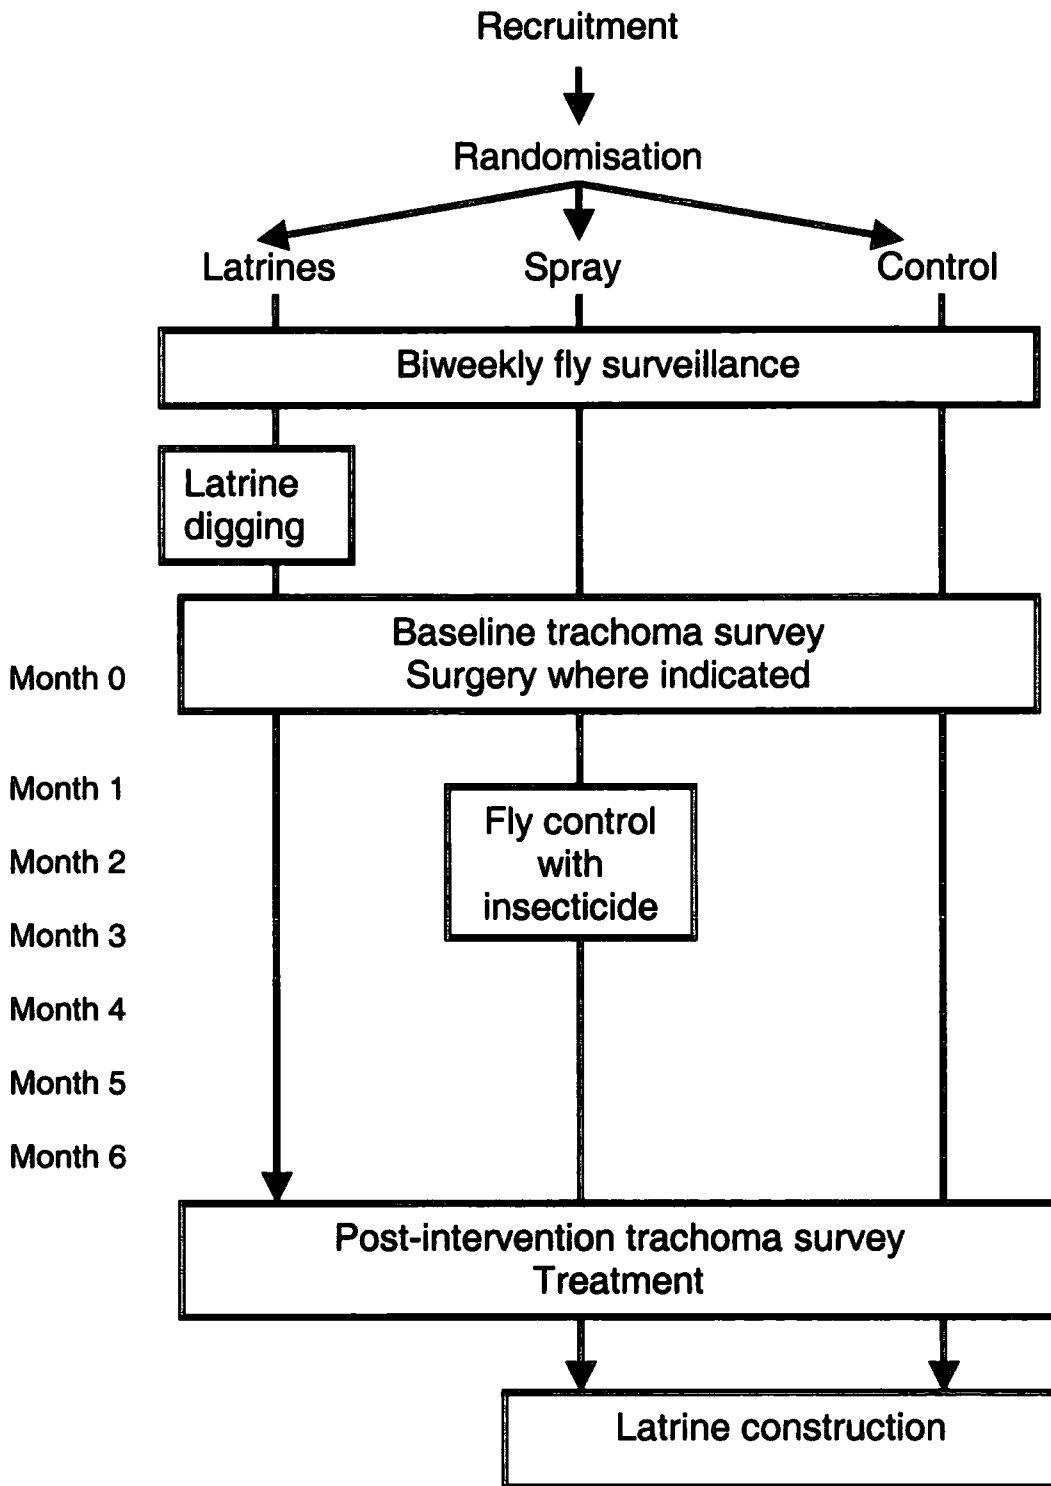 Recruitment
Randomisation
Latrines
Spray
Control
Biweekly fly surveillance
Latrine
digging
Baseline trachoma survey
Surgery where indicated
Month 0
Month 1
Fly control
Month 2
with
insecticide
Month 3
Month 4
Month 5
Month 6
Post-intervention trachoma survey
Treatment
Latrine construction